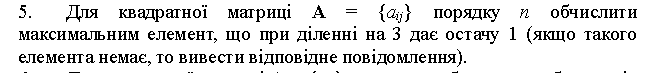 5. Для квадратної матриці A = {aij} порядку n обчислити
максимальним елемент, що при діленні на 3 дає остачу 1 (якщо такого
елемента немає, то вивести відповідне повідомлення).